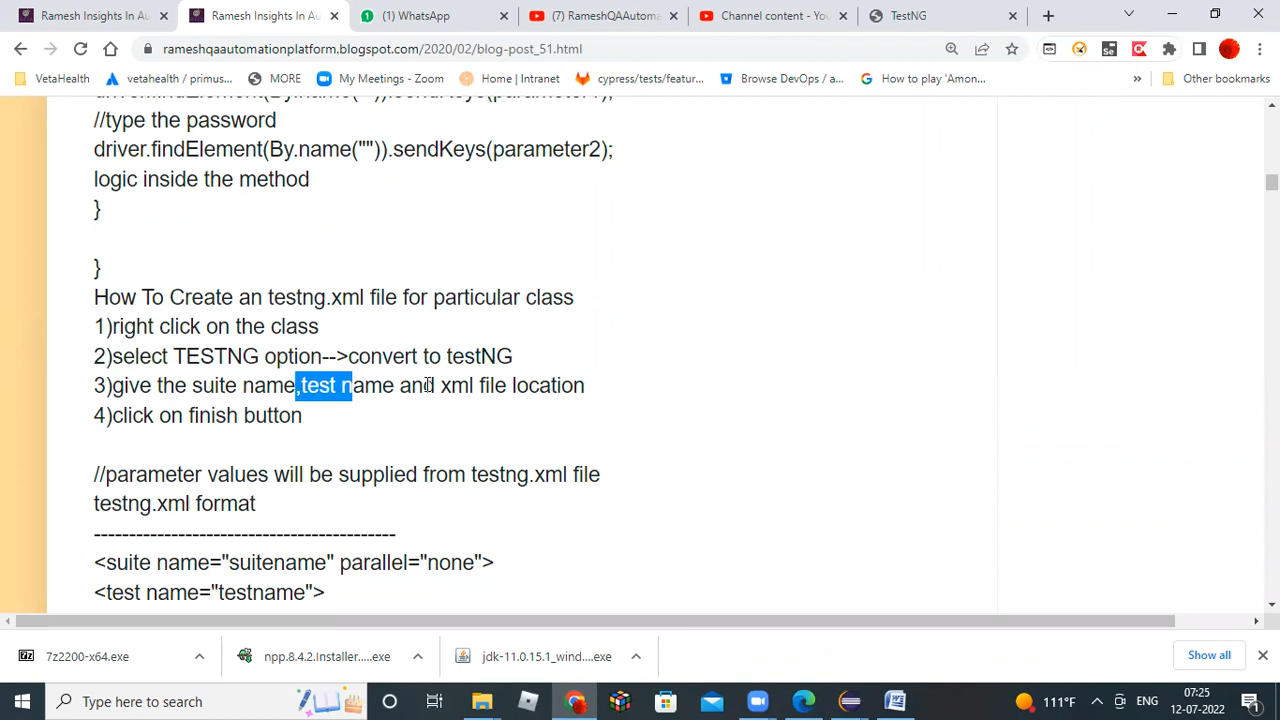 Ramesh Insights In Au
Ramesh Insights In Au
(1) WhatsApp
(7) RameshQAAutoma
Channel content - Yo
TestNG
rameshqaautomationplatform.blogspot.com/2020/02/blog-post_51.html
VetaHealth
vetahealth / primus...
MORE
My Meetings - Zoom
Home | Intranet
cypress/tests/featur...
Browse DevOps / a...
How to play 'Amon...
»
Other bookmarks
//type the password
driver.findElement(By.name("")).sendKeys(parameter2);
logic inside the method
}
}
How To Create an testng.xml file for particular class
1)right click on the class
2)select TESTNG option-->convert to testNG
3)give the suite name,test name and xml file location
4)click on finish button
//parameter values will be supplied from testng.xml file
testng.xml format
-------------------------------------------
<suite name="suitename" parallel="none">
<test name="testname">
7z2200-x64.exe
npp.8.4.2.Installer.....exe
jdk-11.0.15.1_wind....exe
Show all
Type here to search
111°F
ENG
07:25
12-07-2022